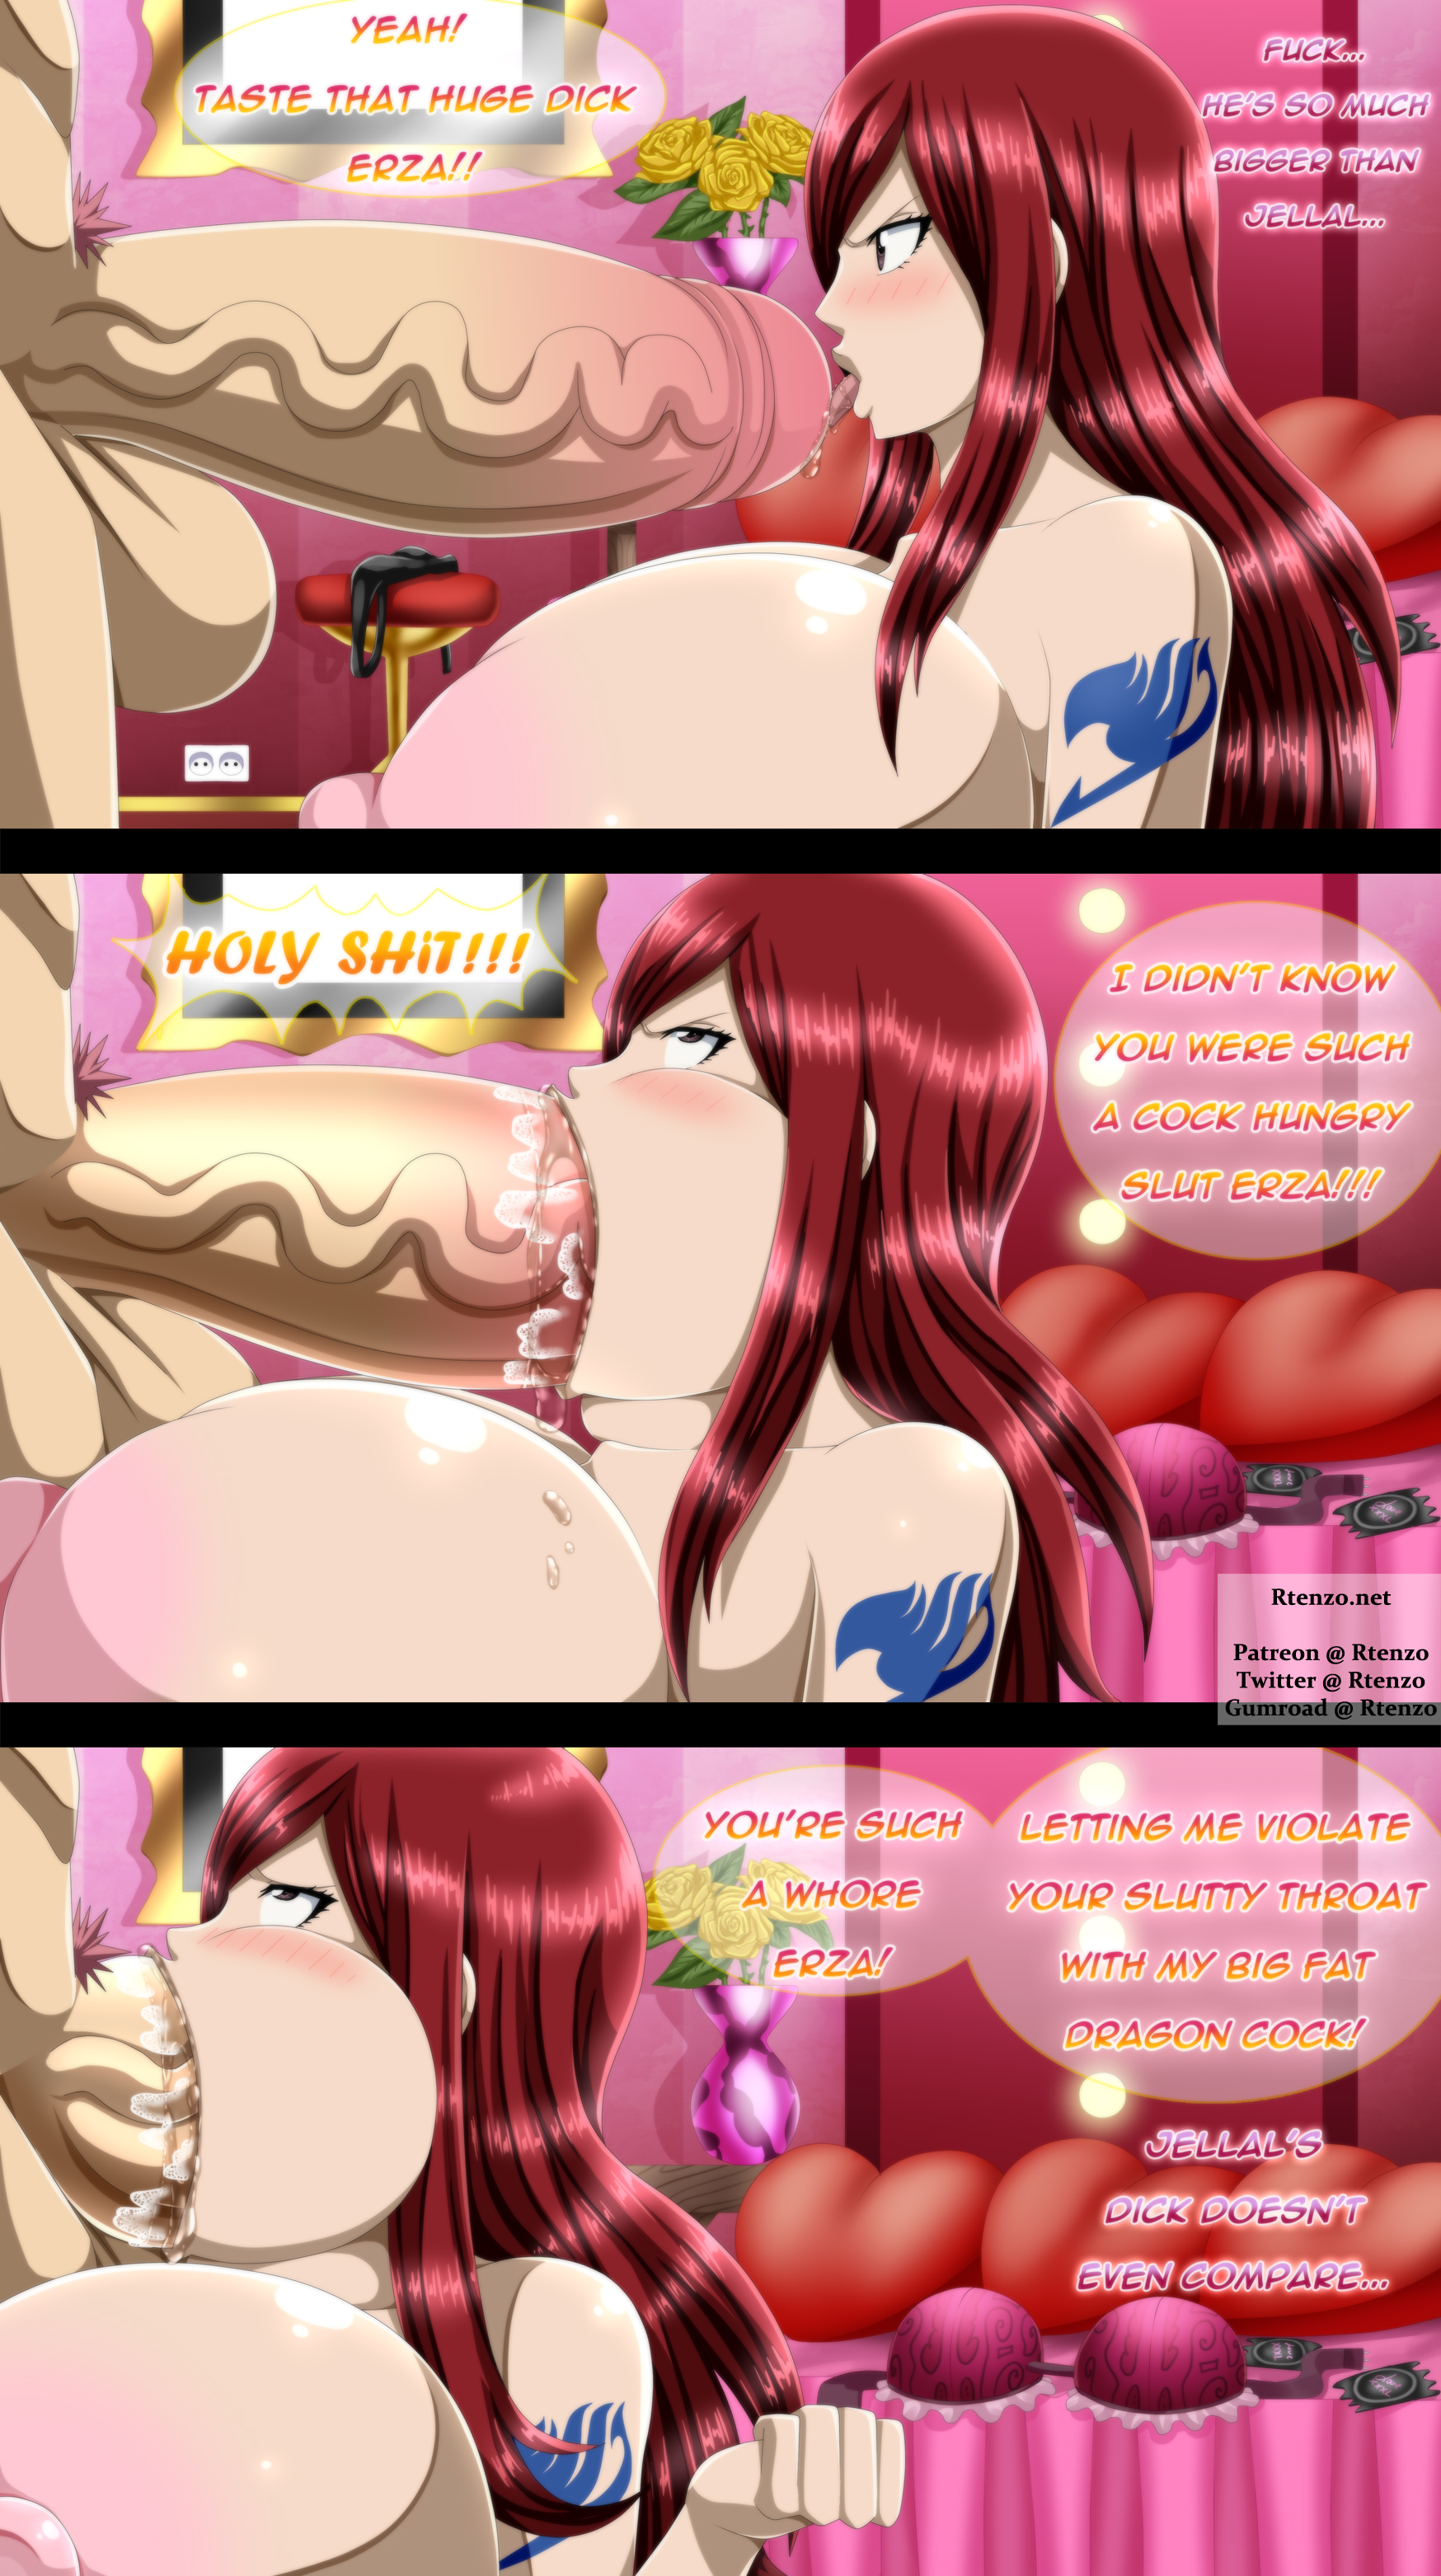 YEAH!
TASTE THAT HUGE DICK
ERZA!!
FUCK...
HE'S SO MUCH
BIGGER THAN
JELLAL...
HOLY SHiT!!!
I DIDN'T KNOW
YOU WERE SUCH
A COCK HUNGRY
SLUT ERZA!!!
Rtenzo.net
Patreon @ Rtenzo
Twitter @ Rtenzo
Gumroad @ Rtenzo
YOU'RE SUCH
A WHORE
ERZA!
LETTING ME VIOLATE
YOUR SLUTTY THROAT
WITH MY BIG FAT
DRAGON COCK!
JELLAL'S
DICK DOESN'T
EVEN COMPARE...